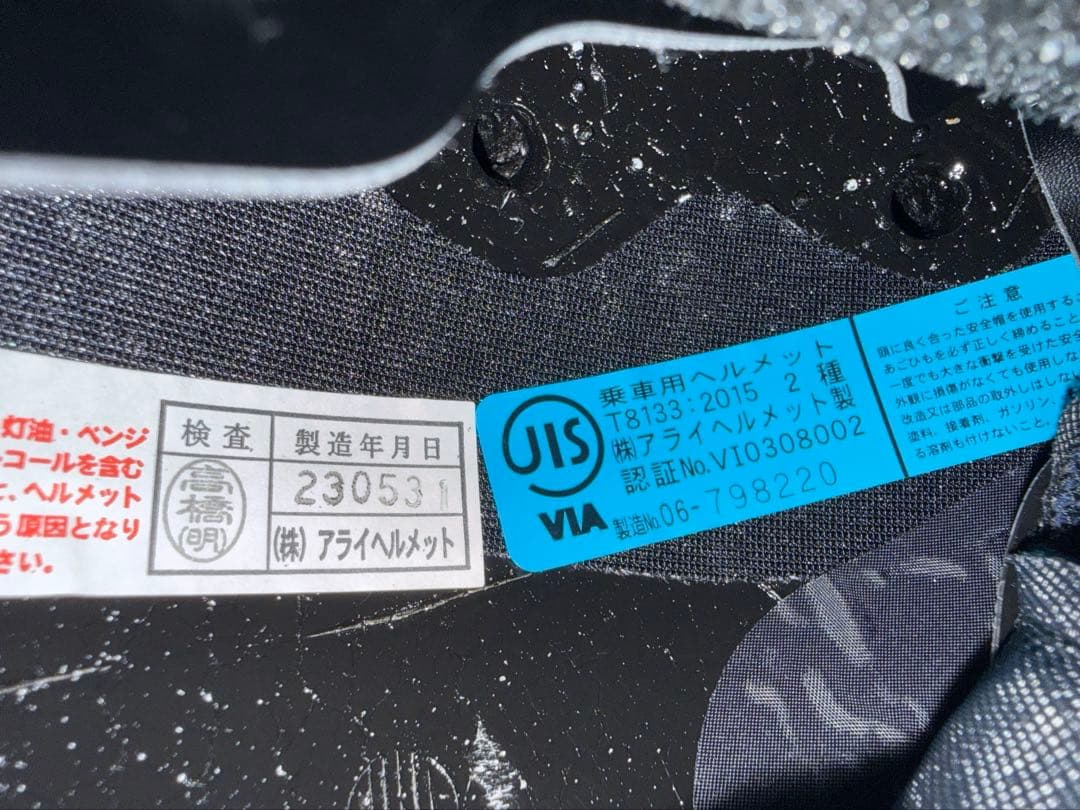 灯油・ベンジ
コールを含む
と、ヘルメット
う原因となり
さい。
検査
製造年月日
高橋(明)
230531
(株) アライヘルメット
JIS
乗車用ヘルメット
T8133:2015 2種
(株)アライヘルメット製
認証No.VI0308002
VIA 製造No.06-798220
ご注意
頭に良く合った安全帽を使用するこ
あごひもを必ず正しく締めること。
一度でも大きな衝撃を受けた安全
外観に損傷がなくても使用しない
改造又は部品の取外しはしない
塗料、接着剤、ガソリン、
る溶剤も付けないこと。